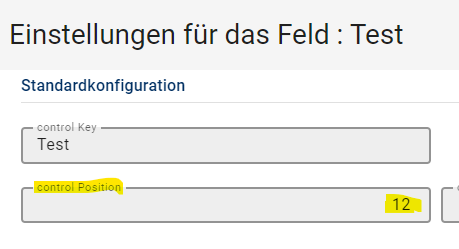 Einstellungen für das Feld : Test
Standardkonfiguration
control Key
Test
control Position
12